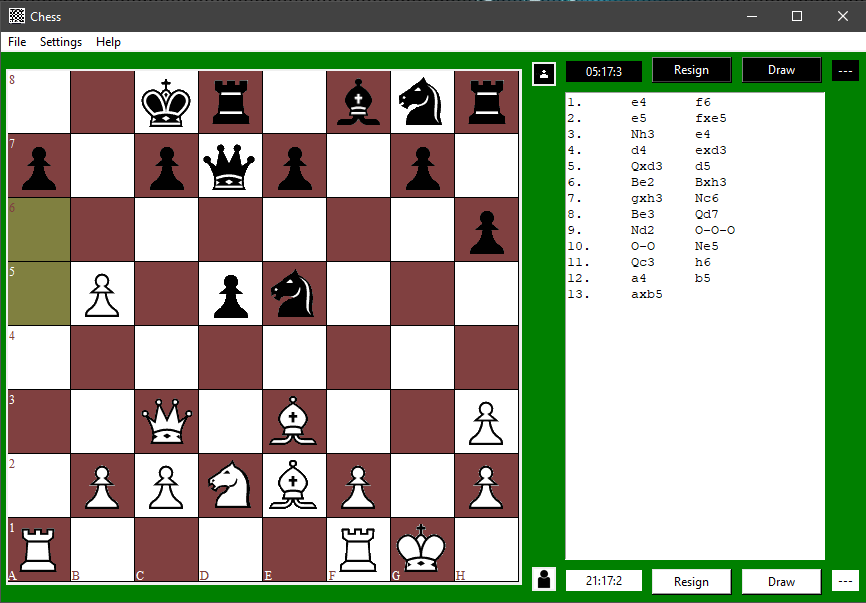 Chess
File Settings Help
05:17:3 Resign Draw ---
1. e4 f6
2. e5 fxe5
3. Nh3 e4
4. d4 exd3
5. Qxd3 d5
6. Be2 Bxh3
7. gxh3 Nc6
8. Be3 Qd7
9. Nd2 O-O-O
10. O-O Ne5
11. Qc3 h6
12. a4 b5
13. axb5
8
7
6
5
4
3
2
1
A B C D E F G H
21:17:2 Resign Draw ---